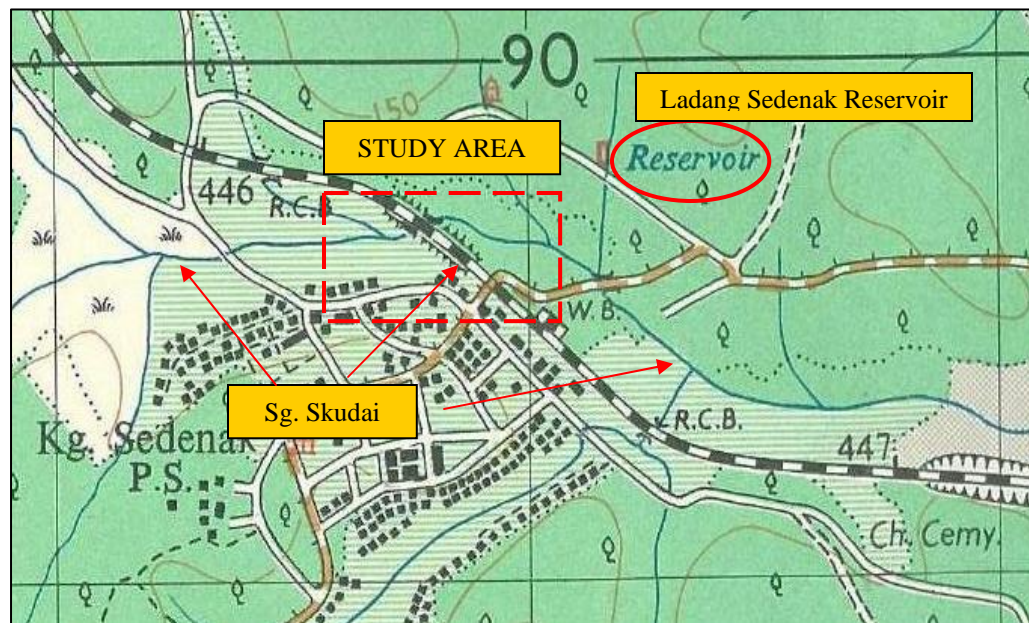 90
Ladang Sedenak Reservoir
150
STUDY AREA
Reservoir
446
R.C.B.
W.B.
Sg. Skudai
R.C.B.
Kg. Sedenak
447
P.S.
Ch. Cemy.